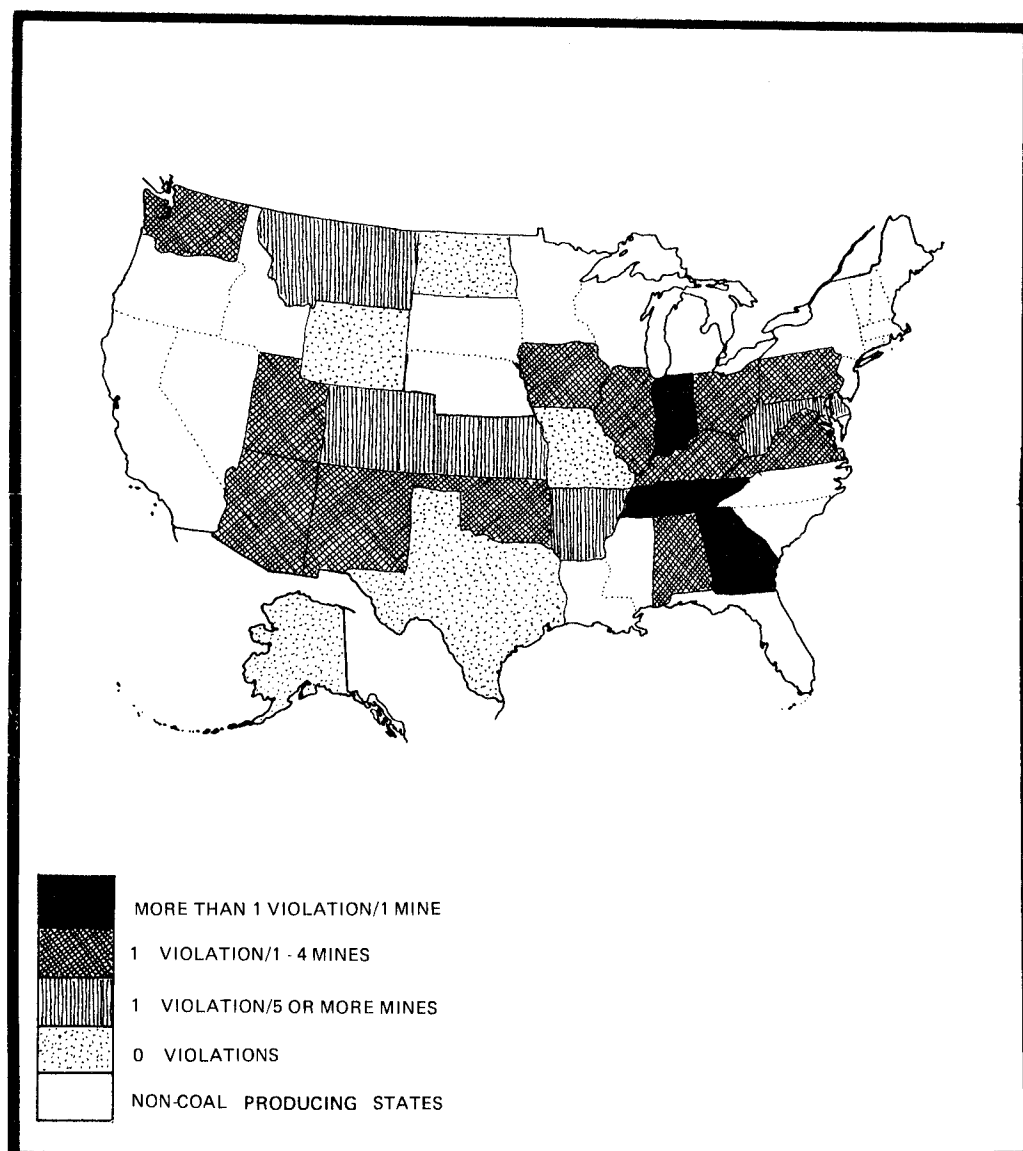 MORE THAN 1 VIOLATION/1 MINE
1 VIOLATION/1 - 4 MINES
1 VIOLATION/5 OR MORE MINES
0 VIOLATIONS
NON-COAL PRODUCING STATES